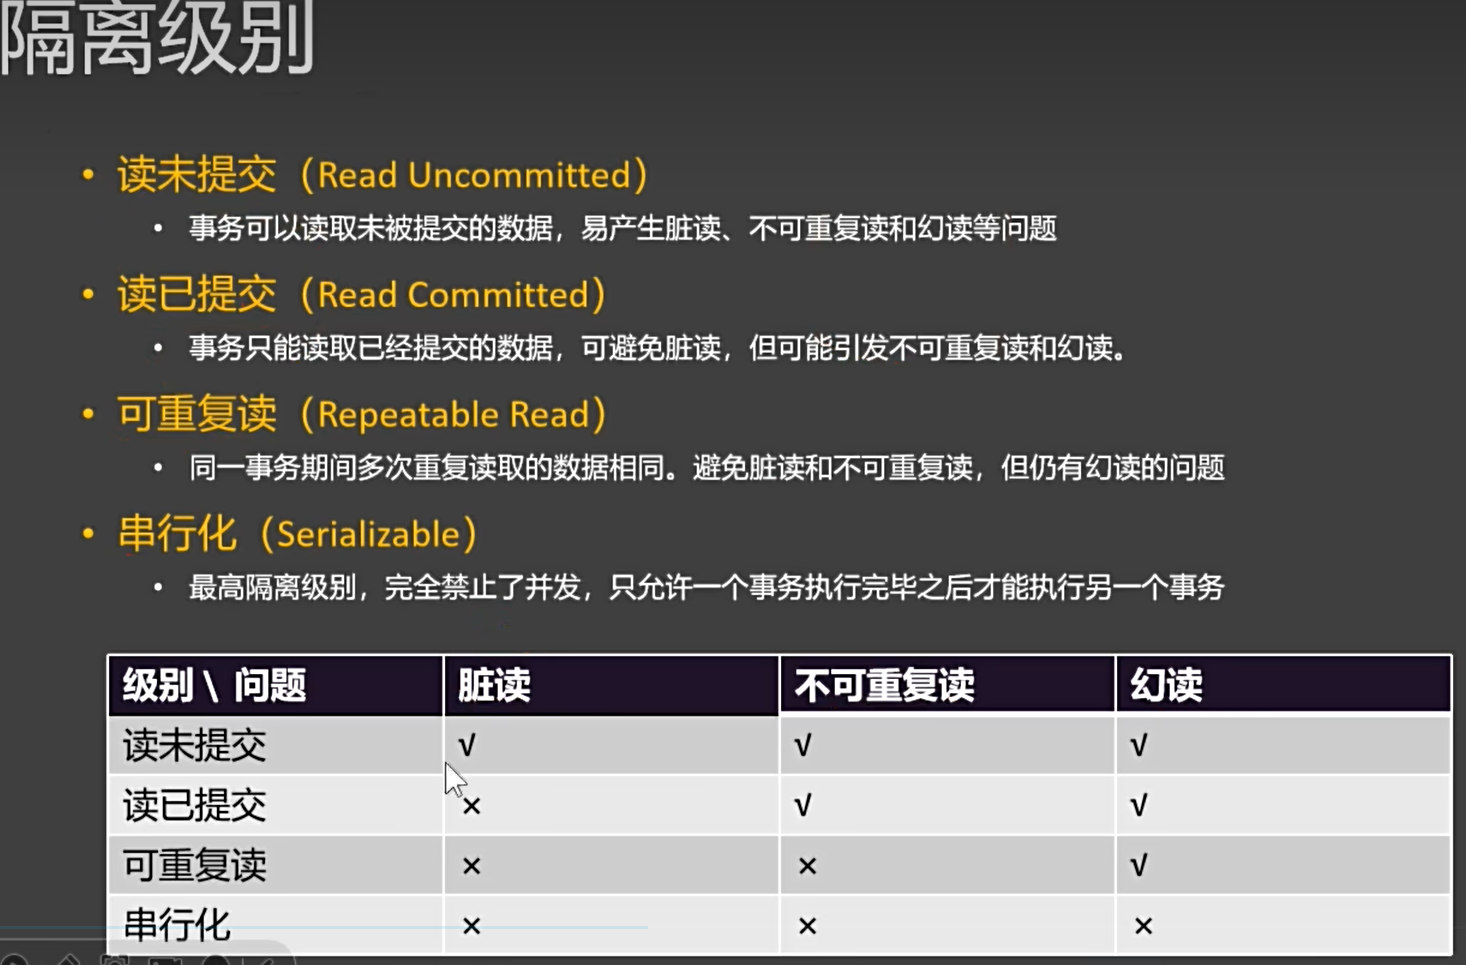 隔离级别
• 读未提交（Read Uncommitted）
• 事务可以读取未被提交的数据，易产生脏读、不可重复读和幻读等问题
• 读已提交（Read Committed）
• 事务只能读取已经提交的数据，可避免脏读，但可能引发不可重复读和幻读。
• 可重复读（Repeatable Read）
• 同一事务期间多次重复读取的数据相同。避免脏读和不可重复读，但仍有幻读的问题
• 串行化（Serializable）
• 最高隔离级别，完全禁止了并发，只允许一个事务执行完毕之后才能执行另一个事务
级别 \ 问题 脏读 不可重复读 幻读
读未提交 √ √ √
读已提交 × √ √
可重复读 × × √
串行化 × × ×